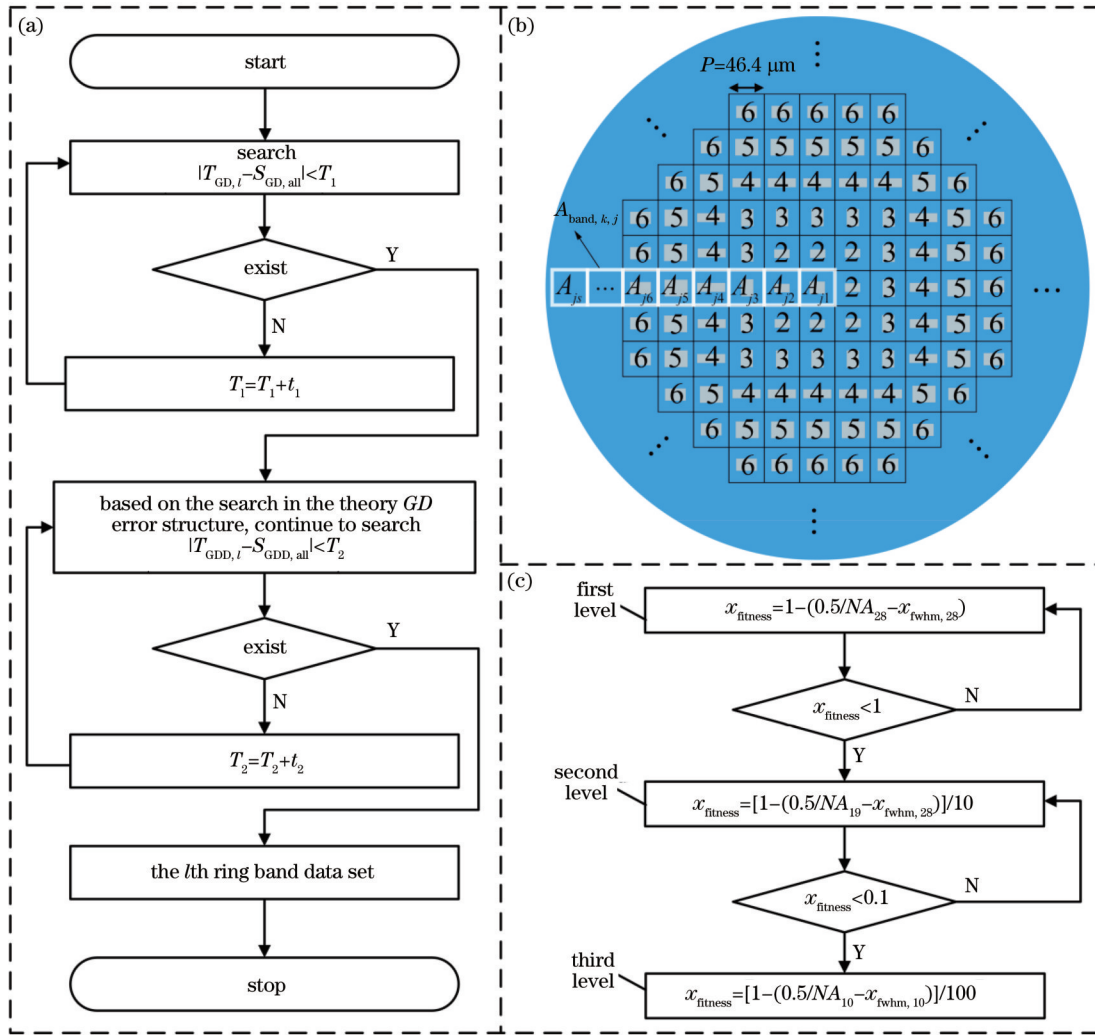 (a)
start
search
|T_GD, l−S_GD, all|<T_1
exist
Y
N
T_1=T_1+t_1
based on the search in the theory GD
error structure, continue to search
|T_GDD, l−S_GDD, all|<T_2
exist
Y
N
T_2=T_2+t_2
the lth ring band data set
stop
(b)
P=46.4 μm
A_band, k, j
6 6 6 6 6
6 5 5 5 5 5 6
6 5 4 4 4 4 4 5 6
6 5 4 3 3 3 3 3 4 5 6
6 5 4 3 2 2 2 3 4 5 6
A_js ... A_j6 A_j5 A_j4 A_j3 A_j2 A_j1 2 3 4 5 6 ...
6 5 4 3 2 2 2 3 4 5 6
6 5 4 3 3 3 3 3 4 5 6
6 5 4 4 4 4 4 5 6
6 5 5 5 5 5 6
6 6 6 6 6
(c)
first
level
x_fitness=1−(0.5/NA_28−x_fwhm, 28)
x_fitness<1
N
Y
second
level
x_fitness=[1−(0.5/NA_19−x_fwhm, 28)]/10
x_fitness<0.1
N
Y
third
level
x_fitness=[1−(0.5/NA_10−x_fwhm, 10)]/100